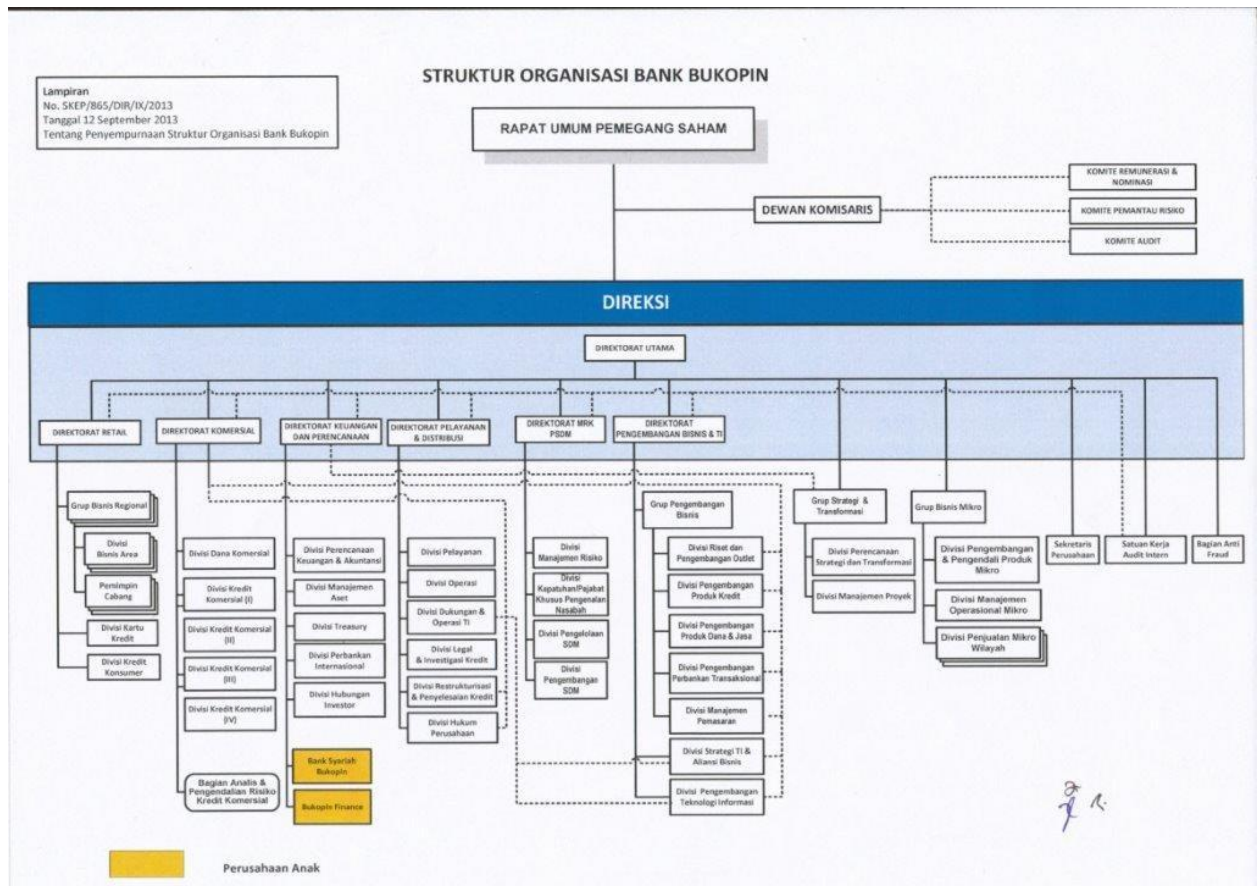 STRUKTUR ORGANISASI BANK BUKOPIN
Lampiran
No. SKEP/865/DIR/IX/2013
Tanggal 12 September 2013
Tentang Penyempurnaan Struktur Organisasi Bank Bukopin
RAPAT UMUM PEMEGANG SAHAM
KOMITE REMUNERASI &
NOMINASI
DEWAN KOMISARIS
KOMITE PEMANTAU RISIKO
KOMITE AUDIT
DIREKSI
DIREKTORAT UTAMA
DIREKTORAT RETAIL
DIREKTORAT KOMERSIAL
DIREKTORAT KEUANGAN
DAN PERENCANAAN
DIREKTORAT PELAYANAN
& DISTRIBUSI
DIREKTORAT MRK
PSDM
DIREKTORAT
PENGEMBANGAN BISNIS & TI
Grup Bisnis Regional
Divisi
Bisnis Area
Pemimpin
Cabang
Divisi Kartu
Kredit
Divisi Kredit
Konsumer
Divisi Dana Komersial
Divisi Kredit
Komersial (I)
Divisi Kredit Komersial
(II)
Divisi Kredit Komersial
(III)
Divisi Kredit Komersial
(IV)
Bagian Analis &
Pengendalian Risiko
Kredit Komersial
Divisi Perencanaan
Keuangan & Akuntansi
Divisi Manajemen
Aset
Divisi Treasury
Divisi Perbankan
Internasional
Divisi Hubungan
Investor
Bank Syariah
Bukopin
Bukopin Finance
Divisi Pelayanan
Divisi Operasi
Divisi Dukungan &
Operasi TI
Divisi Legal
& Investigasi Kredit
Divisi Restrukturisasi
& Penyelesaian Kredit
Divisi Hukum
Perusahaan
Divisi
Manajemen Risiko
Divisi
Kepatuhan/Pejabat
Khusus Pengenalan
Nasabah
Divisi Pengelolaan
SDM
Divisi
Pengembangan
SDM
Grup Pengembangan
Bisnis
Divisi Riset dan
Pengembangan Outlet
Divisi Pengembangan
Produk Kredit
Divisi Pengembangan
Produk Dana & Jasa
Divisi Pengembangan
Perbankan Transaksional
Divisi Manajemen
Pemasaran
Divisi Strategi TI &
Aliansi Bisnis
Divisi Pengembangan
Teknologi Informasi
Grup Strategi &
Transformasi
Divisi Perencanaan
Strategi dan Transformasi
Divisi Manajemen Proyek
Grup Bisnis Mikro
Divisi Pengembangan
& Pengendali Produk
Mikro
Divisi Manajemen
Operasional Mikro
Divisi Penjualan Mikro
Wilayah
Sekretaris
Perusahaan
Satuan Kerja
Audit Intern
Bagian Anti
Fraud
Perusahaan Anak